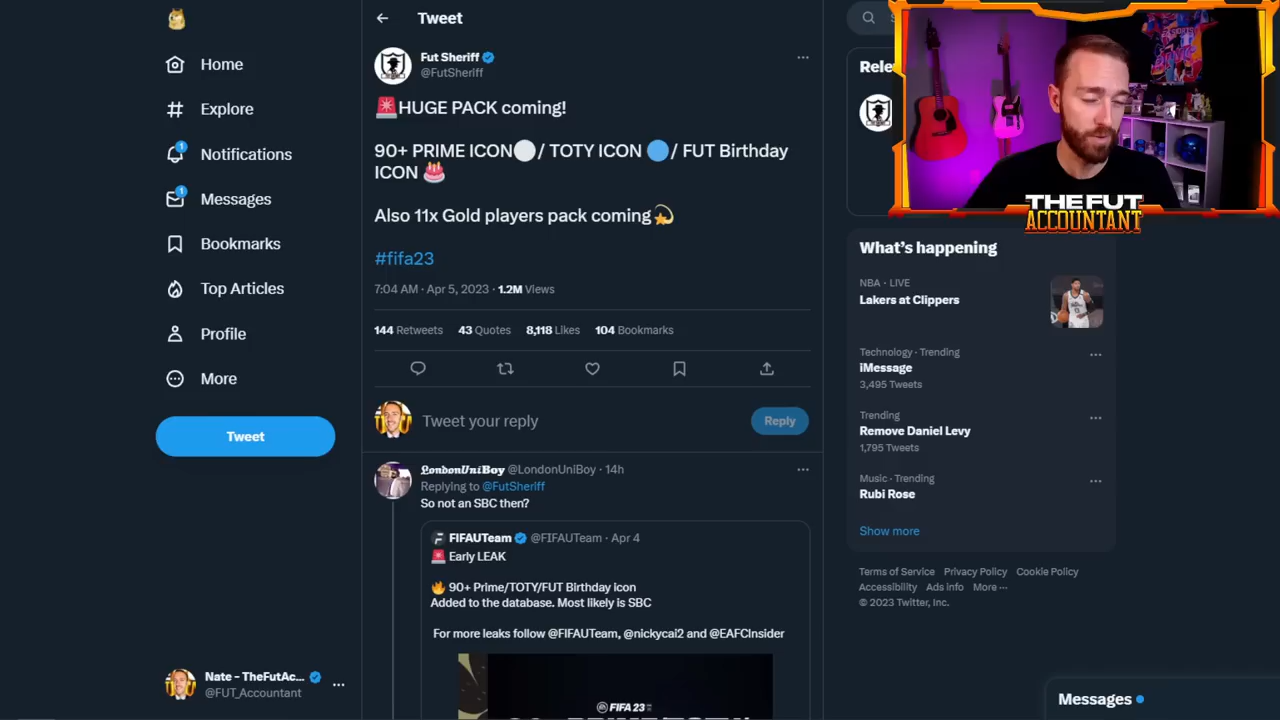 Home
Explore
1
Notifications
1
Messages
Bookmarks
Top Articles
Profile
More
Tweet
Nate - TheFutAc...
@FUT_Accountant
Tweet
Fut Sheriff
@FutSheriff
🚨HUGE PACK coming!
90+ PRIME ICON⚪/ TOTY ICON 🔵/ FUT Birthday
ICON 🎂
Also 11x Gold players pack coming💫
#fifa23
7:04 AM · Apr 5, 2023 · 1.2M Views
144 Retweets 43 Quotes 8,118 Likes 104 Bookmarks
Tweet your reply
Reply
𝕷𝖔𝖓𝖉𝖔𝖓𝖀𝖓𝖎𝕭𝖔𝖞 @LondonUniBoy · 14h
Replying to @FutSheriff
So not an SBC then?
FIFAUTeam @FIFAUTeam · Apr 4
🚨 Early LEAK
🔥 90+ Prime/TOTY/FUT Birthday icon
Added to the database. Most likely is SBC
For more leaks follow @FIFAUTeam, @nickycai2 and @EAFCInsider
FIFA 23
THE FUT
ACCOUNTANT
What's happening
NBA · LIVE
Lakers at Clippers
Technology · Trending
iMessage
3,495 Tweets
Trending
Remove Daniel Levy
1,795 Tweets
Music · Trending
Rubi Rose
Show more
Terms of Service Privacy Policy Cookie Policy
Accessibility Ads info More ···
© 2023 Twitter, Inc.
Messages